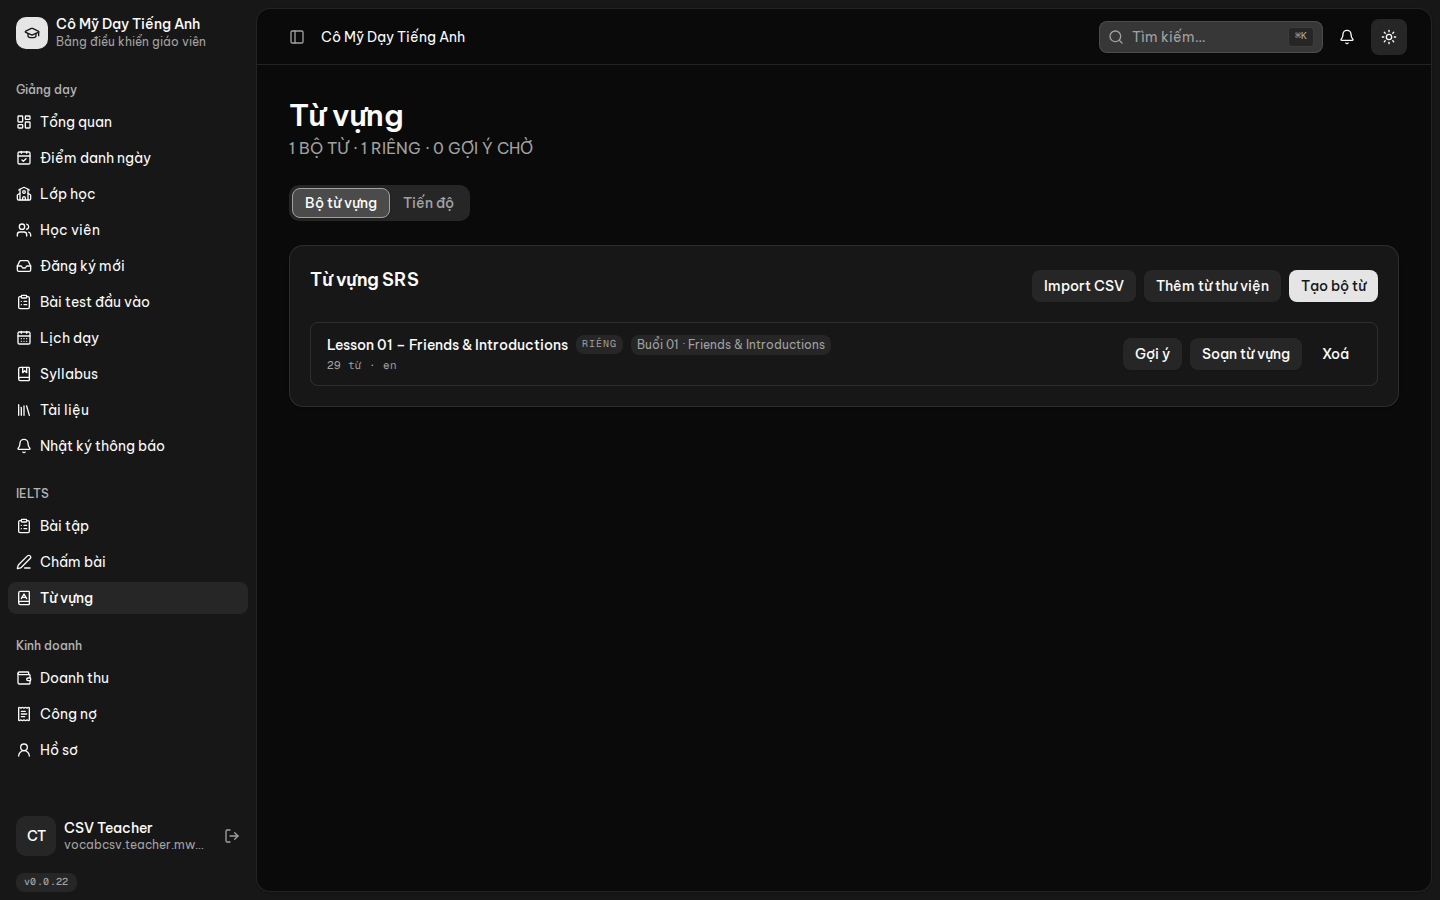 Cô Mỹ Dạy Tiếng Anh
Bảng điều khiển giáo viên
Giảng dạy
Tổng quan
Điểm danh ngày
Lớp học
Học viên
Đăng ký mới
Bài test đầu vào
Lịch dạy
Syllabus
Tài liệu
Nhật ký thông báo
IELTS
Bài tập
Chấm bài
Từ vựng
Kinh doanh
Doanh thu
Công nợ
Hồ sơ
CT
CSV Teacher
vocabcsv.teacher.mw...
v0.0.22
Cô Mỹ Dạy Tiếng Anh
Tìm kiếm...
⌘K
Từ vựng
1 BỘ TỪ · 1 RIÊNG · 0 GỢI Ý CHỜ
Bộ từ vựng
Tiến độ
Từ vựng SRS
Import CSV
Thêm từ thư viện
Tạo bộ từ
Lesson 01 – Friends & Introductions
RIÊNG
Buổi 01 · Friends & Introductions
29 từ · en
Gợi ý
Soạn từ vựng
Xoá